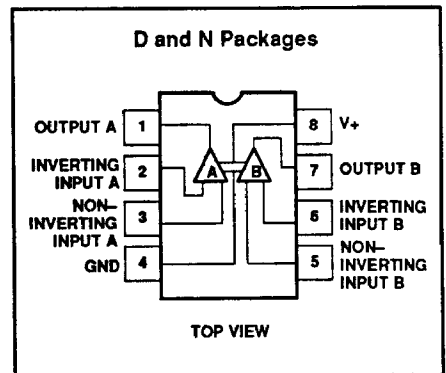 D and N Packages
OUTPUT A 1
INVERTING
INPUT A 2
NON–
INVERTING
INPUT A 3
GND 4
8 V+
7 OUTPUT B
6 INVERTING
INPUT B
5 NON–
INVERTING
INPUT B
A B
TOP VIEW